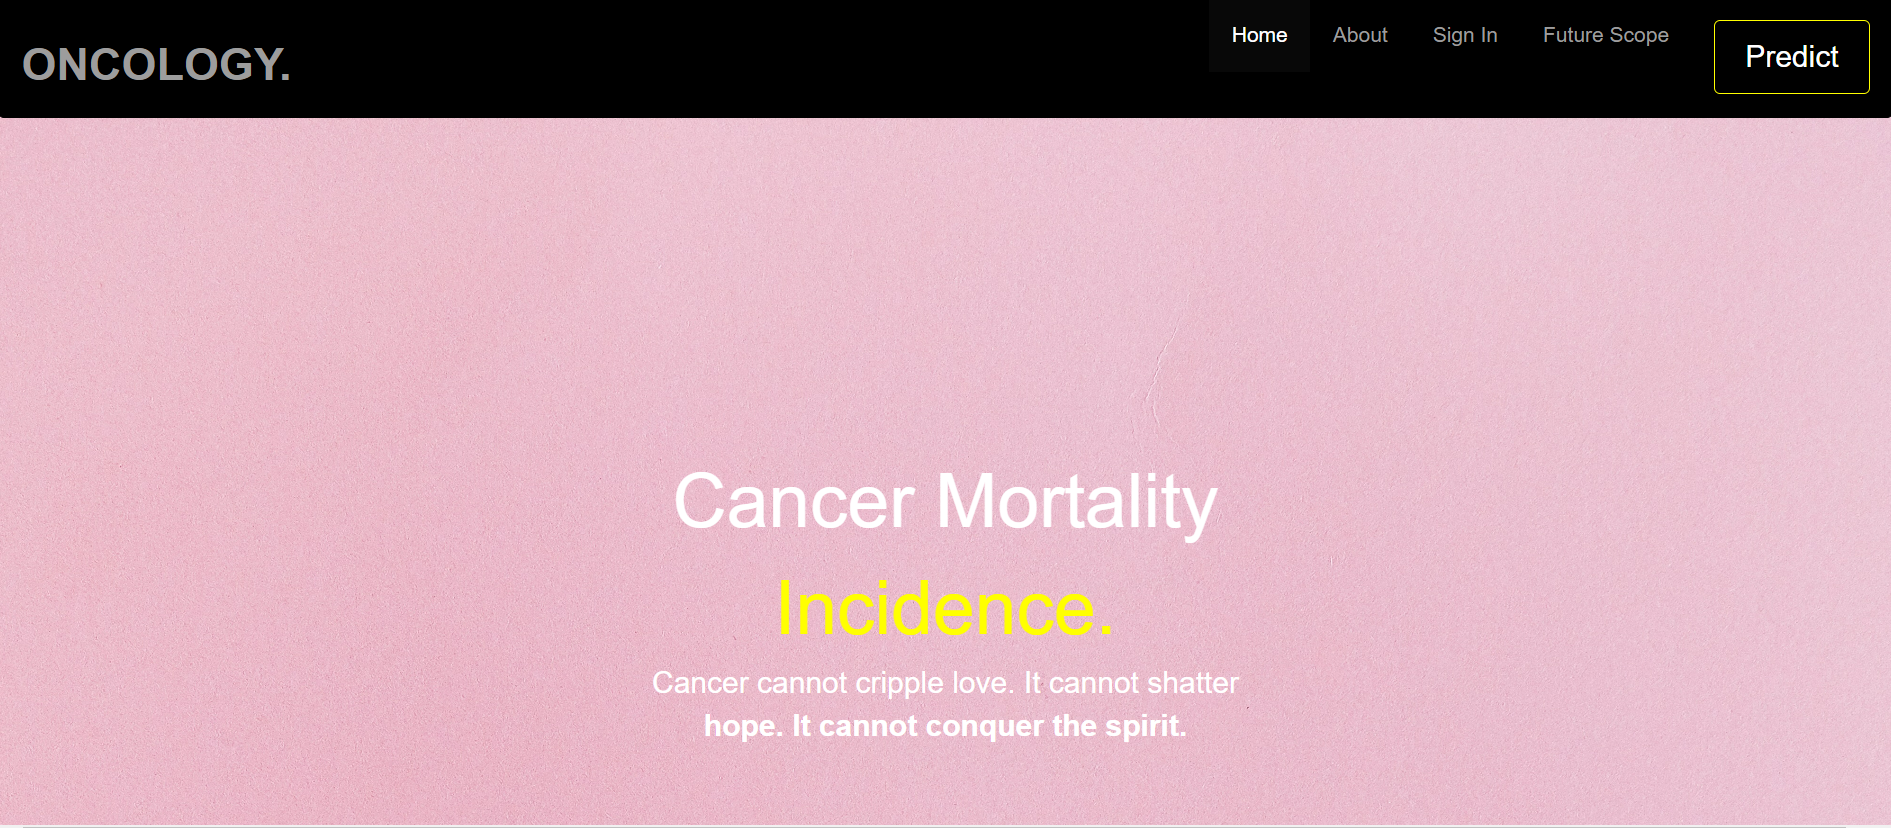 ONCOLOGY.
Home
About
Sign In
Future Scope
Predict
Cancer Mortality
Incidence.
Cancer cannot cripple love. It cannot shatter
hope. It cannot conquer the spirit.